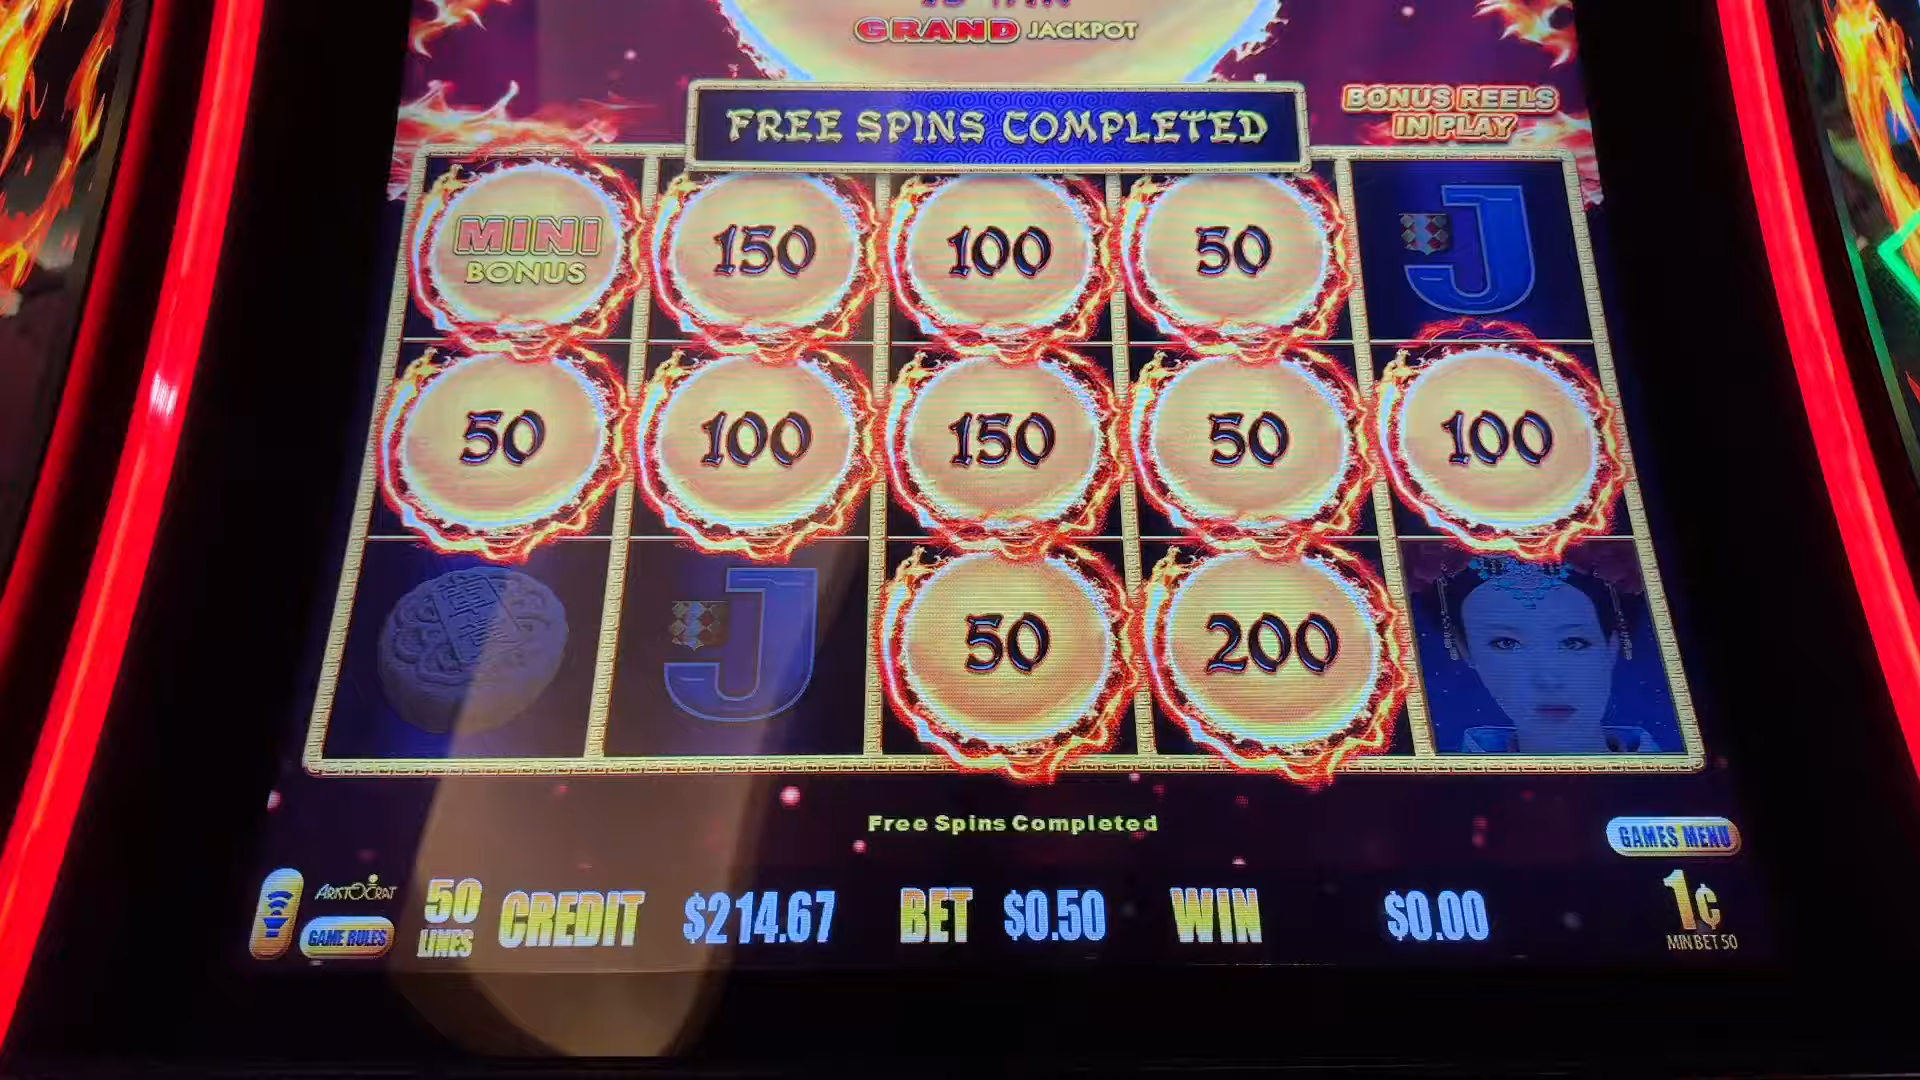 GRAND JACKPOT
FREE SPINS COMPLETED
BONUS REELS
IN PLAY
MINI
BONUS
150
100
50
J
50
100
150
50
100
J
50
200
Free Spins Completed
GAMES MENU
ARISTOCRAT
GAME RULES
50
LINES
CREDIT $214.67
BET $0.50
WIN $0.00
1¢
MIN BET 50